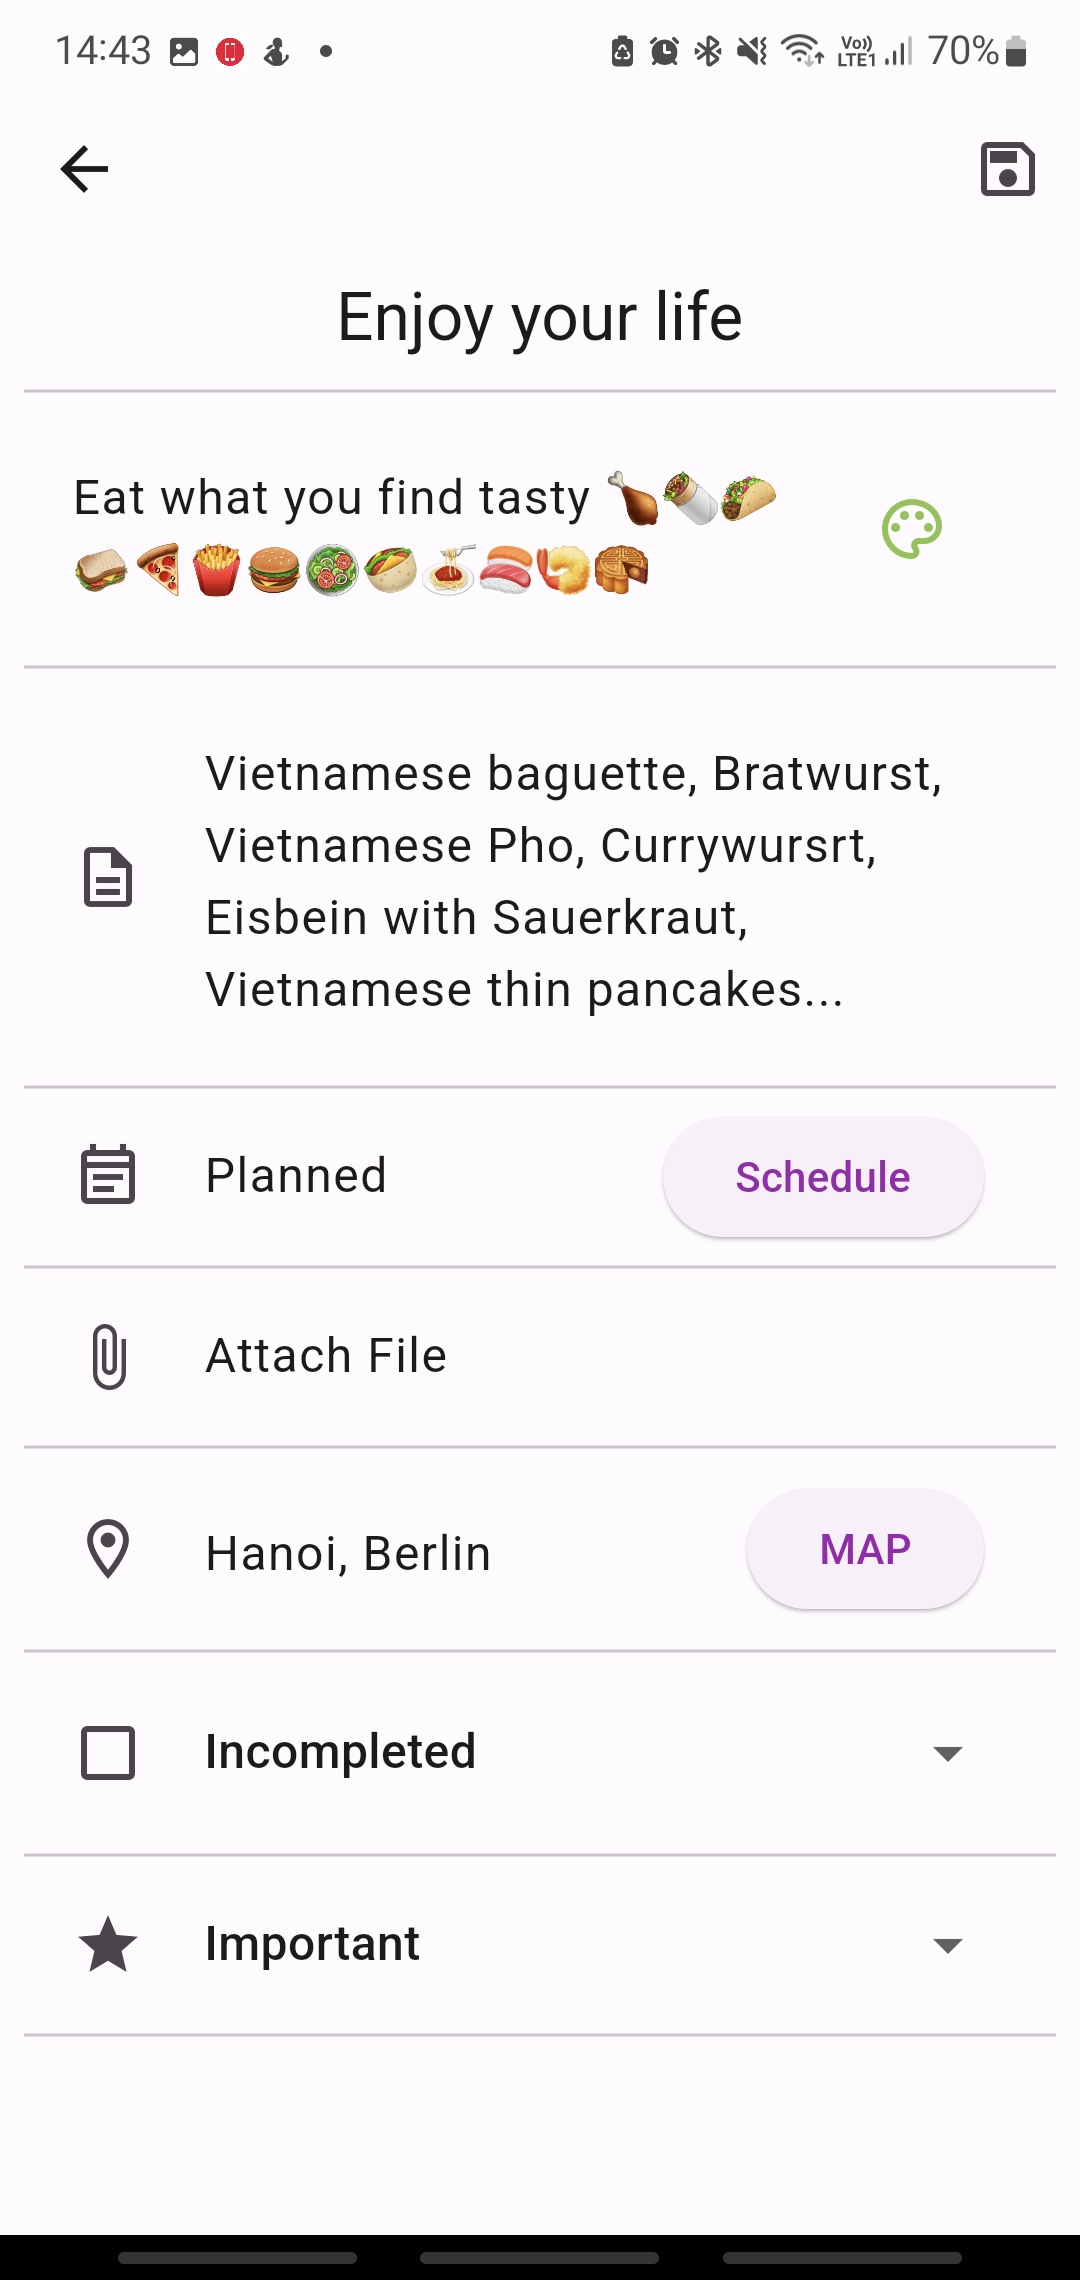 14:43 Vo)) LTE1 70%
Enjoy your life
Eat what you find tasty 🍗🌯🌮
🥪🍕🍟🍔🥗🥙🍝🍣🍤🥮
Vietnamese baguette, Bratwurst,
Vietnamese Pho, Currywursrt,
Eisbein with Sauerkraut,
Vietnamese thin pancakes...
Planned
Schedule
Attach File
Hanoi, Berlin
MAP
Incompleted
Important